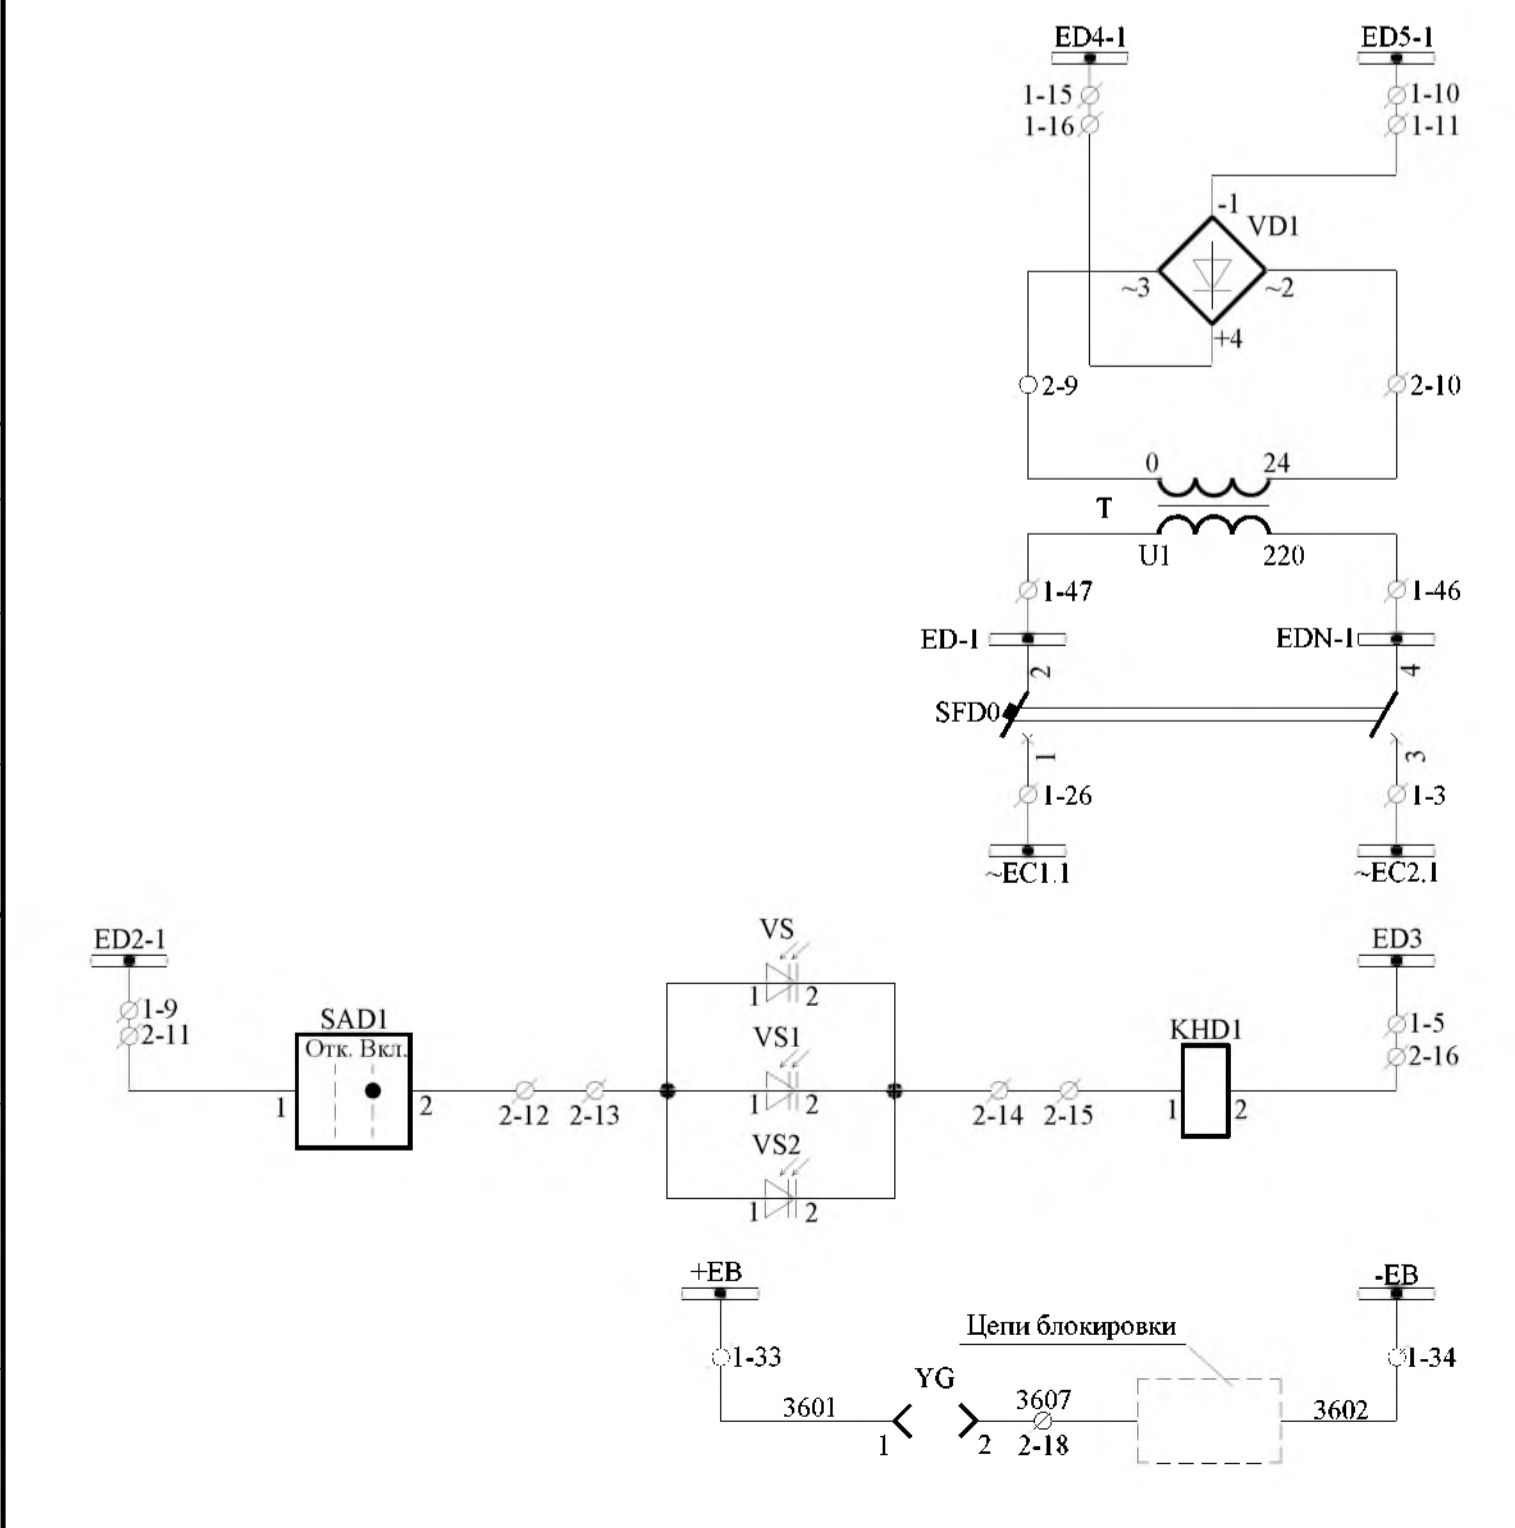 ED4-1 ED5-1
1-15 1-10
1-16 1-11
-1
VD1
~3 ~2
+4
2-9 2-10
0 24
T
U1 220
1-47 1-46
ED-1 EDN-1
2 4
SFD0
1 3
1-26 1-3
~EC1.1 ~EC2.1
VS
ED2-1 ED3
1 2
1-9
2-11
SAD1
Отк. Вкл.
VS1
KHD1
1-5
2-16
1 2
2-12 2-13
1 2
2-14 2-15
1 2
VS2
1 2
+EB -EB
Цепи блокировки
1-33 1-34
YG
3601 3607 3602
1 2 2-18